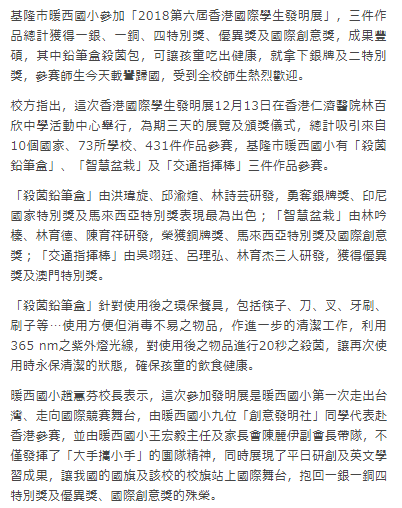 基隆市暖西國小參加「2018第六屆香港國際學生發明展」，三件作
品總計獲得一銀、一銅、四特別獎、優異獎及國際創意獎，成果豐
碩，其中鉛筆盒殺菌包，可讓孩童吃出健康，就拿下銀牌及二特別
獎，參賽師生今天載譽歸國，受到全校師生熱烈歡迎。
校方指出，這次香港國際學生發明展12月13日在香港仁濟醫院林百
欣中學活動中心舉行，為期三天的展覽及頒獎儀式，總計吸引來自
10個國家、73所學校、431件作品參賽，基隆市暖西國小有「殺菌
鉛筆盒」、「智慧盆栽」及「交通指揮棒」三件作品參賽。
「殺菌鉛筆盒」由洪瑋旋、邱渝媗、林詩芸研發，勇奪銀牌獎、印尼
國家特別獎及馬來西亞特別獎表現最為出色；「智慧盆栽」由林吟
榛、林育德、陳育祥研發，榮獲銅牌獎、馬來西亞特別獎及國際創意
獎；「交通指揮棒」由吳翊廷、呂理弘、林育杰三人研發，獲得優異
獎及澳門特別獎。
「殺菌鉛筆盒」針對使用後之環保餐具，包括筷子、刀、叉、牙刷、
刷子等…使用方便但消毒不易之物品，作進一步的清潔工作，利用
365 nm之紫外燈光線，對使用後之物品進行20秒之殺菌，讓再次使
用時永保清潔的狀態，確保孩童的飲食健康。
暖西國小趙蕙芬校長表示，這次參加發明展是暖西國小第一次走出台
灣、走向國際競賽舞台，由暖西國小九位「創意發明社」同學代表赴
香港參賽，並由暖西國小王宏毅主任及家長會陳麗伊副會長帶隊，不
僅發揮了「大手攜小手」的團隊精神，同時展現了平日研創及英文學
習成果，讓我國的國旗及該校的校旗站上國際舞台，抱回一銀一銅四
特別獎及優異獎、國際創意獎的殊榮。